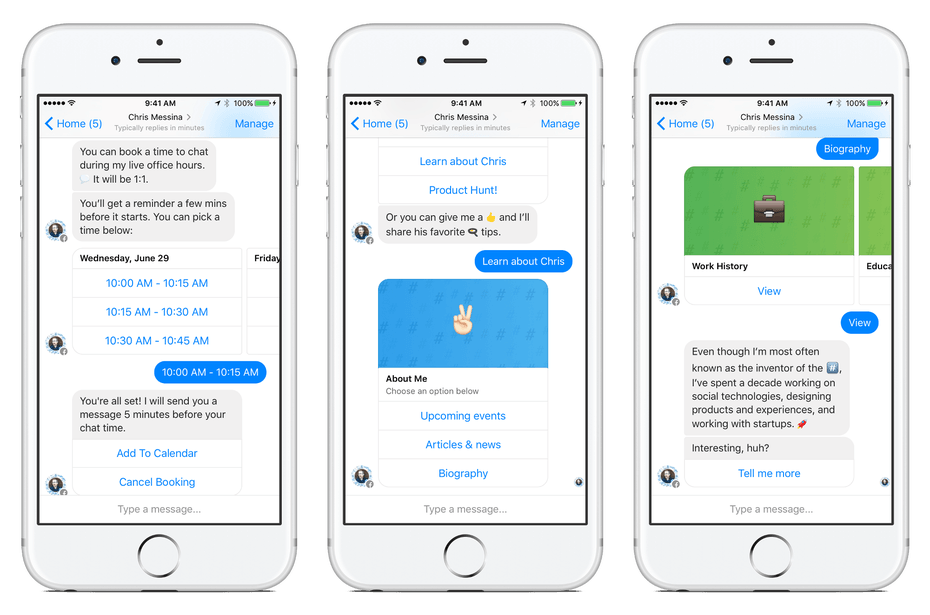 9:41 AM
100%
Home (5)
Chris Messina
Typically replies in minutes
Manage
You can book a time to chat
during my live office hours.
💭 It will be 1:1.
You'll get a reminder a few mins
before it starts. You can pick a
time below:
Wednesday, June 29
Friday
10:00 AM - 10:15 AM
10:15 AM - 10:30 AM
10:30 AM - 10:45 AM
10:00 AM - 10:15 AM
You're all set! I will send you a
message 5 minutes before your
chat time.
Add To Calendar
Cancel Booking
Type a message...
9:41 AM
100%
Home (5)
Chris Messina
Typically replies in minutes
Manage
Learn about Chris
Product Hunt!
Or you can give me a 👍 and I'll
share his favorite 🍳 tips.
Learn about Chris
About Me
Choose an option below
Upcoming events
Articles & news
Biography
Type a message...
9:41 AM
100%
Home (5)
Chris Messina
Typically replies in minutes
Manage
Biography
Work History
Educa
View
View
Even though I'm most often
known as the inventor of the #️⃣,
I've spent a decade working on
social technologies, designing
products and experiences, and
working with startups. 🚀
Interesting, huh?
Tell me more
Type a message...